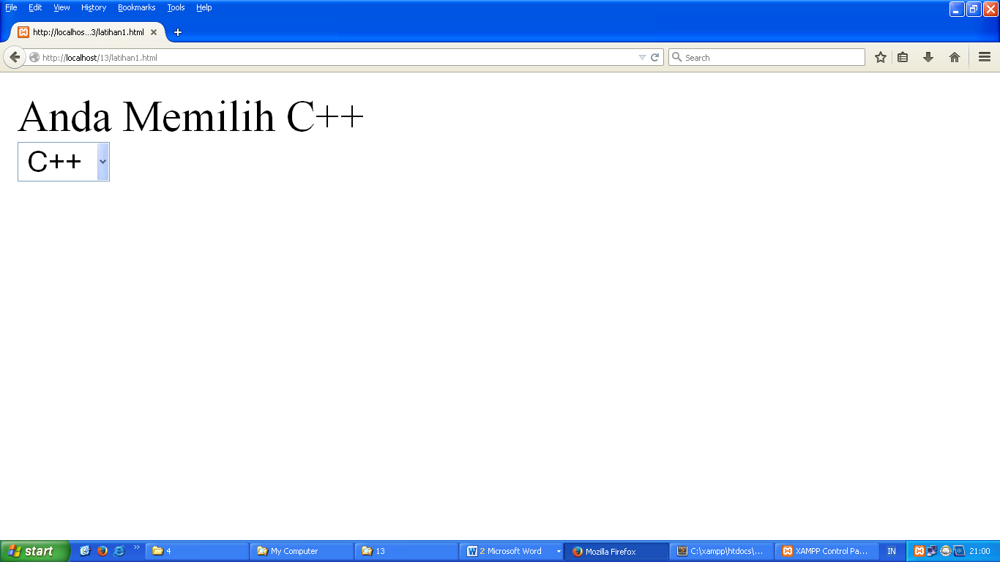 File Edit View History Bookmarks Tools Help
http://localhos...3/latihan1.html
http://localhost/13/latihan1.html
Search
Anda Memilih C++
C++
start
4
My Computer
13
2 Microsoft Word
Mozilla Firefox
C:\xampp\htdocs\...
XAMPP Control Pa...
IN
21:00